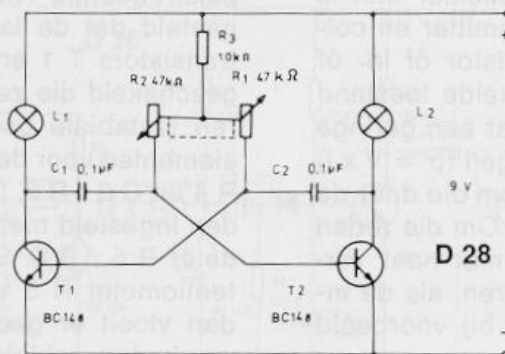 R3
10kΩ
R2 47kΩ
R1 47kΩ
L1
L2
C1 0,1µF
C2 0,1µF
9 V
D 28
T1
T2
BC148
BC148